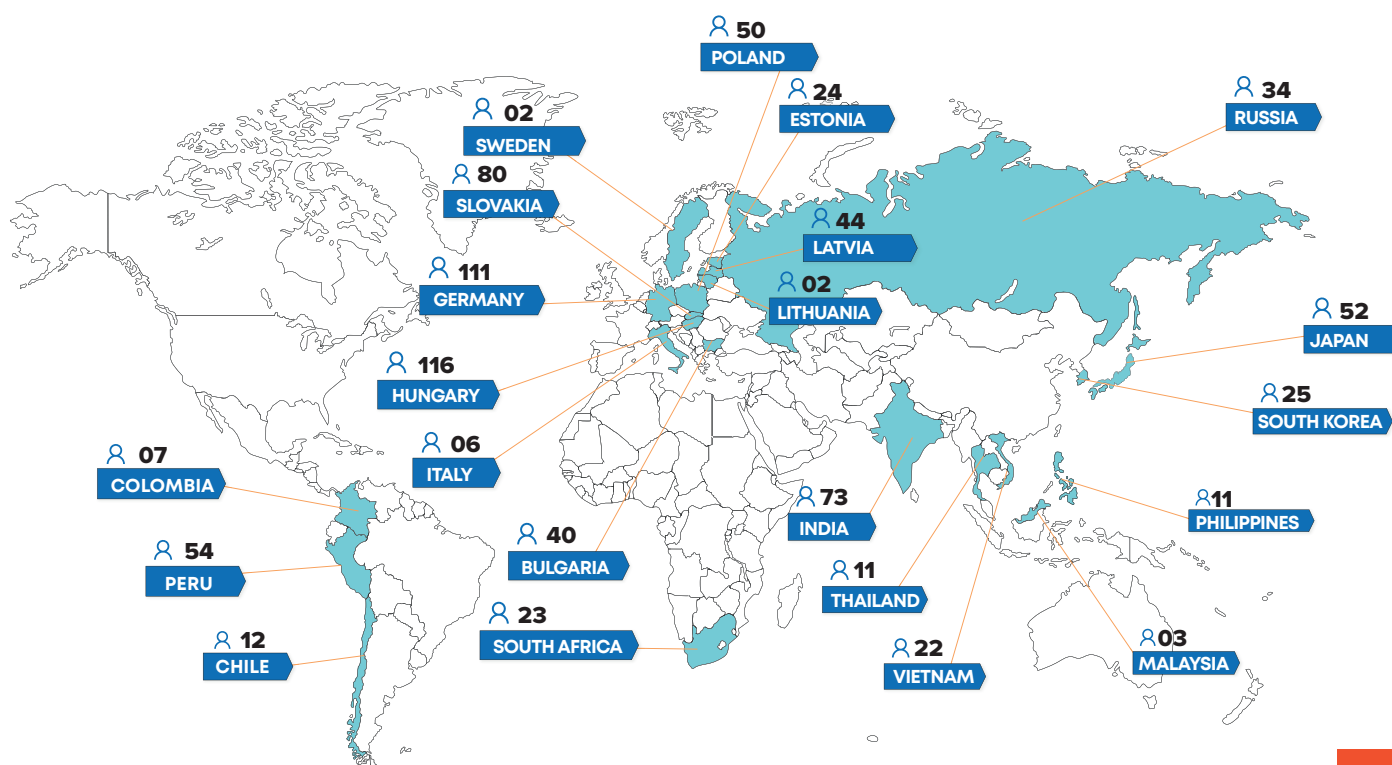 50
POLAND
24
ESTONIA
34
RUSSIA
02
SWEDEN
80
SLOVAKIA
44
LATVIA
111
GERMANY
02
LITHUANIA
52
JAPAN
116
HUNGARY
25
SOUTH KOREA
06
ITALY
07
COLOMBIA
73
INDIA
11
PHILIPPINES
40
BULGARIA
54
PERU
11
THAILAND
23
SOUTH AFRICA
12
CHILE
22
VIETNAM
03
MALAYSIA